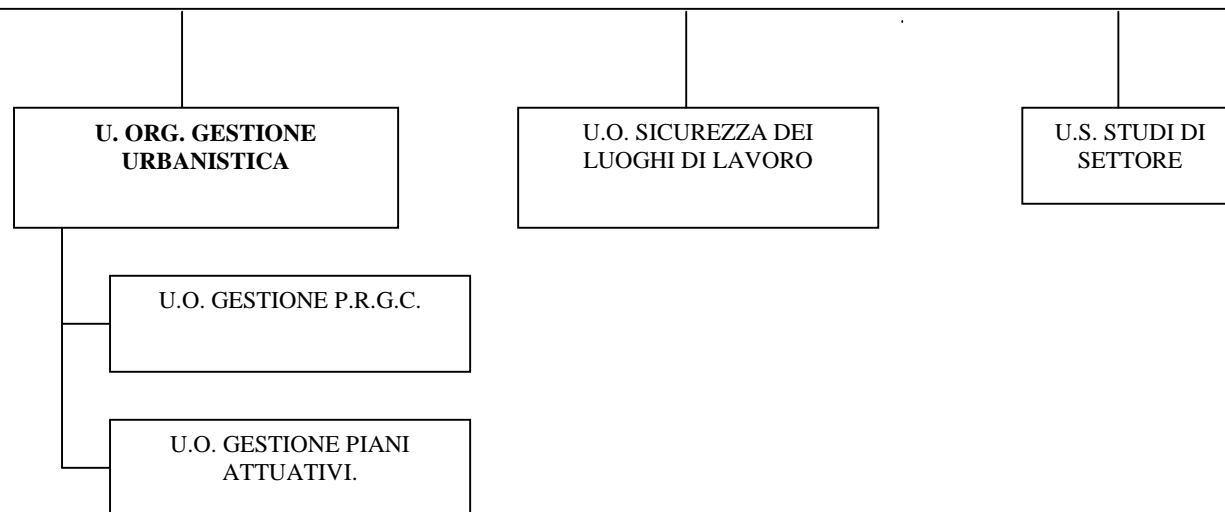 U. ORG. GESTIONE
URBANISTICA
U.O. SICUREZZA DEI
LUOGHI DI LAVORO
U.S. STUDI DI
SETTORE
U.O. GESTIONE P.R.G.C.
U.O. GESTIONE PIANI
ATTUATIVI.